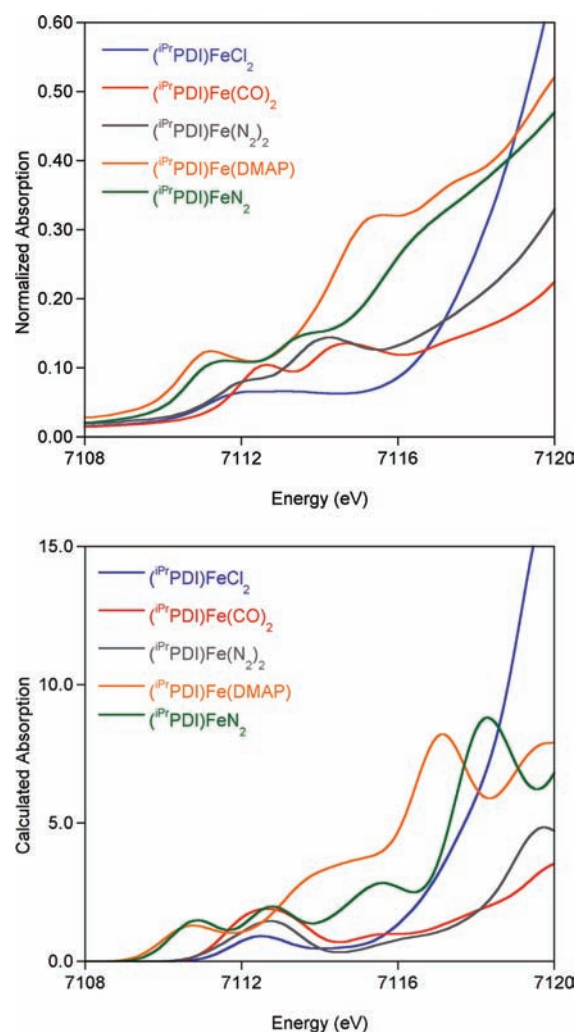 0.60
(ⁱᴾʳPDI)FeCl₂
(ⁱᴾʳPDI)Fe(CO)₂
(ⁱᴾʳPDI)Fe(N₂)₂
(ⁱᴾʳPDI)Fe(DMAP)
(ⁱᴾʳPDI)FeN₂
0.50
0.40
0.30
0.20
0.10
0.00
Normalized Absorption
7108 7112 7116 7120
Energy (eV)
15.0
(ⁱᴾʳPDI)FeCl₂
(ⁱᴾʳPDI)Fe(CO)₂
(ⁱᴾʳPDI)Fe(N₂)₂
(ⁱᴾʳPDI)Fe(DMAP)
(ⁱᴾʳPDI)FeN₂
10.0
5.0
0.0
Calculated Absorption
7108 7112 7116 7120
Energy (eV)